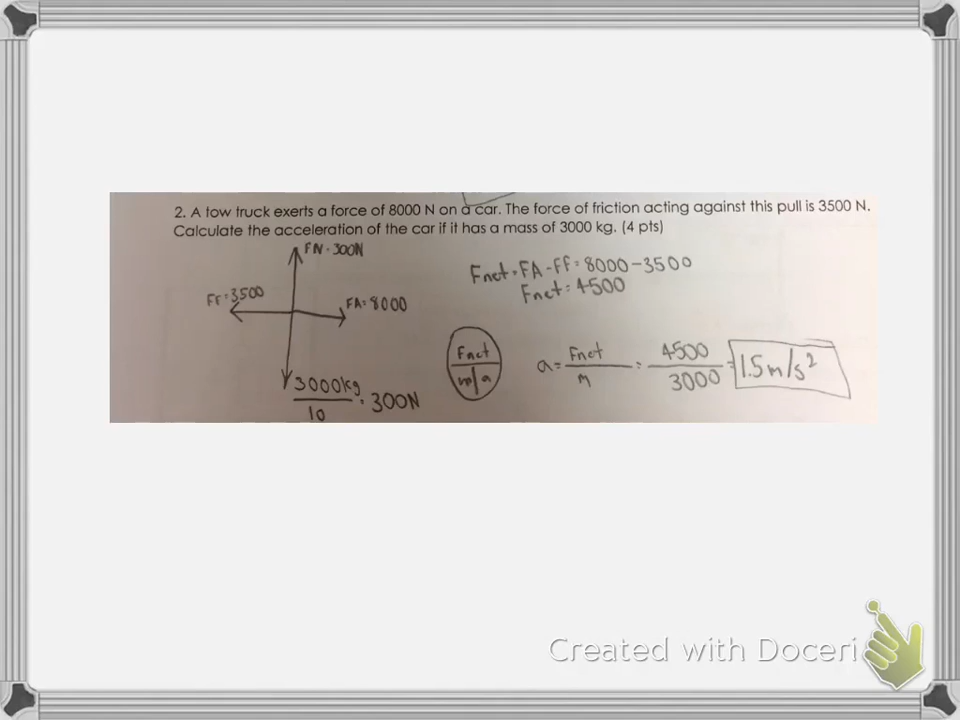 2. A tow truck exerts a force of 8000 N on a car. The force of friction acting against this pull is 3500 N.
Calculate the acceleration of the car if it has a mass of 3000 kg. (4 pts)
FN = 300N
FF = 3500
FA = 8000
3000kg
10
= 300N
Fnet = FA - FF = 8000 - 3500
Fnet = 4500
Fnet
m a
a = Fnet / m = 4500 / 3000 = 1.5 m/s²
Created with Doceri